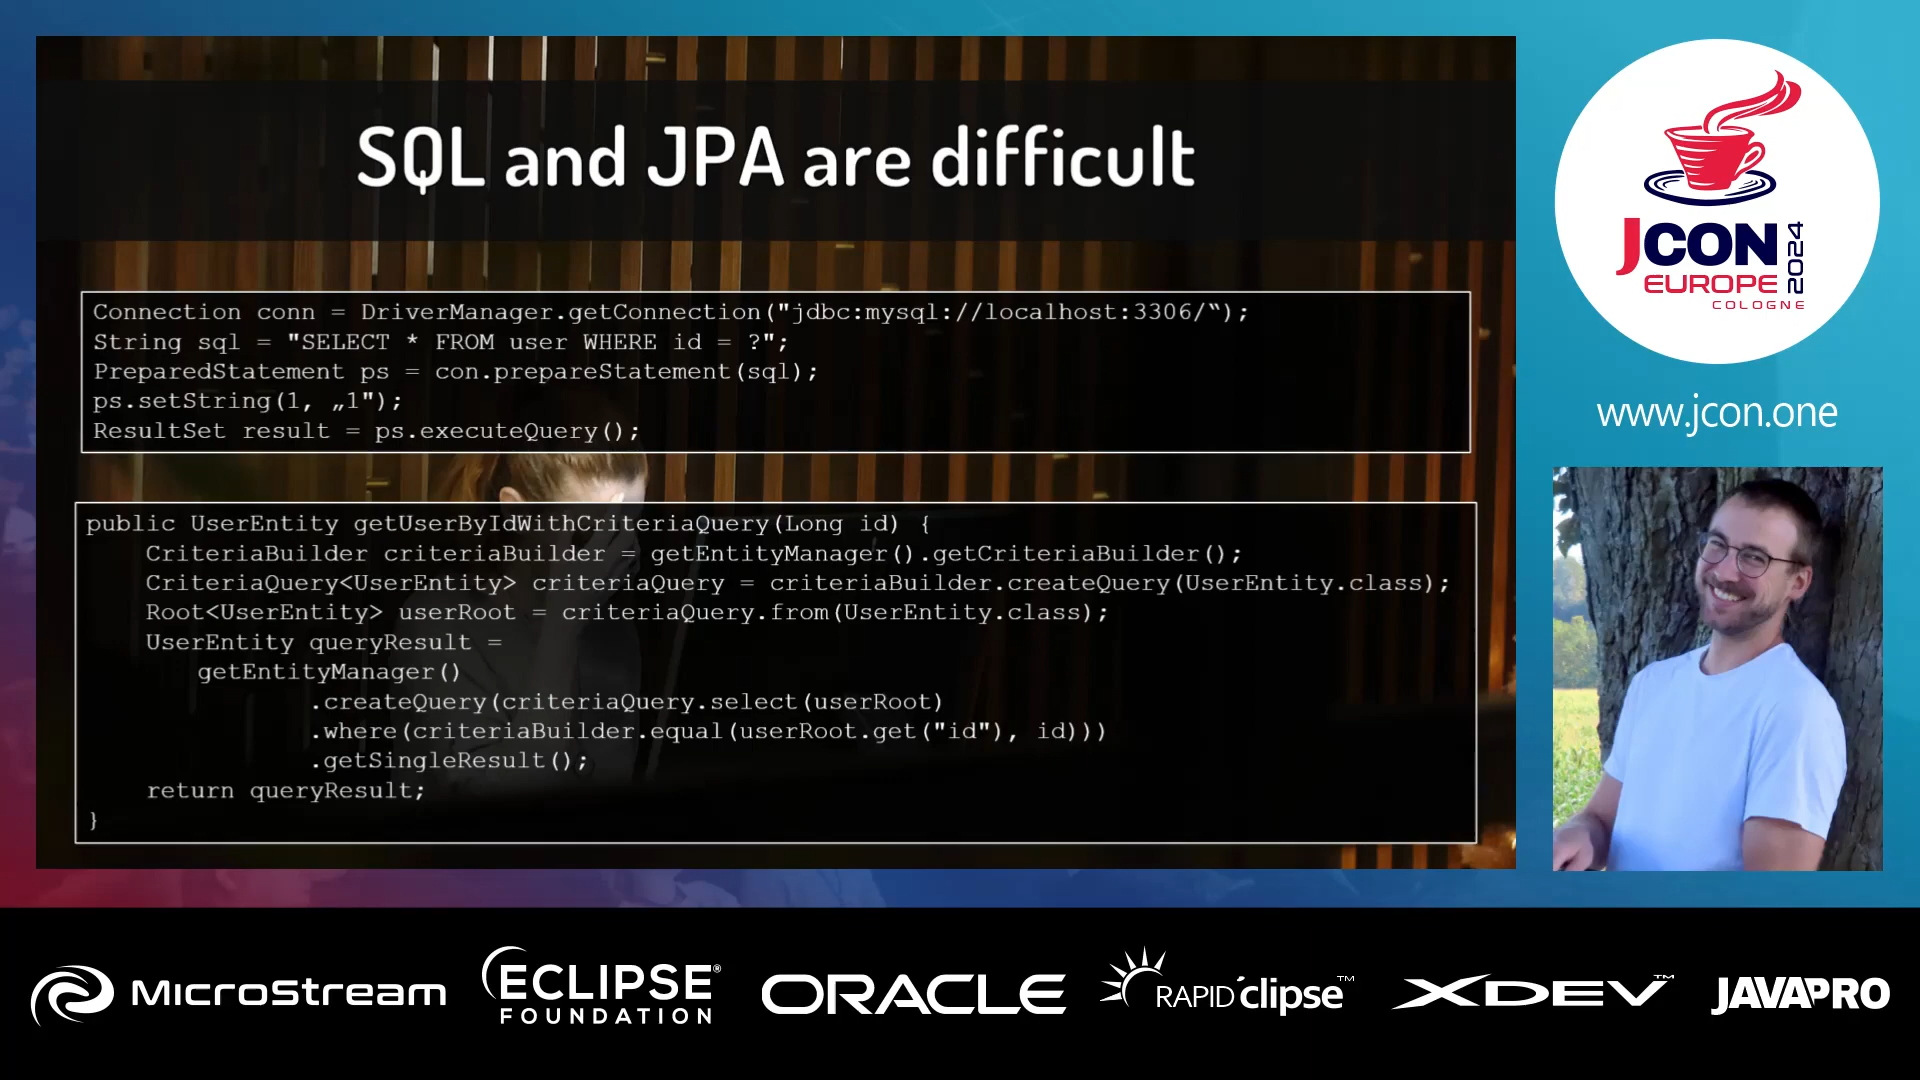 SQL and JPA are difficult
Connection conn = DriverManager.getConnection("jdbc:mysql://localhost:3306/“);
String sql = "SELECT * FROM user WHERE id = ?";
PreparedStatement ps = con.prepareStatement(sql);
ps.setString(1, „1");
ResultSet result = ps.executeQuery();
public UserEntity getUserByIdWithCriteriaQuery(Long id) {
CriteriaBuilder criteriaBuilder = getEntityManager().getCriteriaBuilder();
CriteriaQuery<UserEntity> criteriaQuery = criteriaBuilder.createQuery(UserEntity.class);
Root<UserEntity> userRoot = criteriaQuery.from(UserEntity.class);
UserEntity queryResult =
getEntityManager()
.createQuery(criteriaQuery.select(userRoot)
.where(criteriaBuilder.equal(userRoot.get("id"), id)))
.getSingleResult();
return queryResult;
}
JCON
EUROPE
2024
COLOGNE
www.jcon.one
MicroStream
ECLIPSE®
FOUNDATION
ORACLE
RAPID'clipse™
XDEV™
JAVAPRO